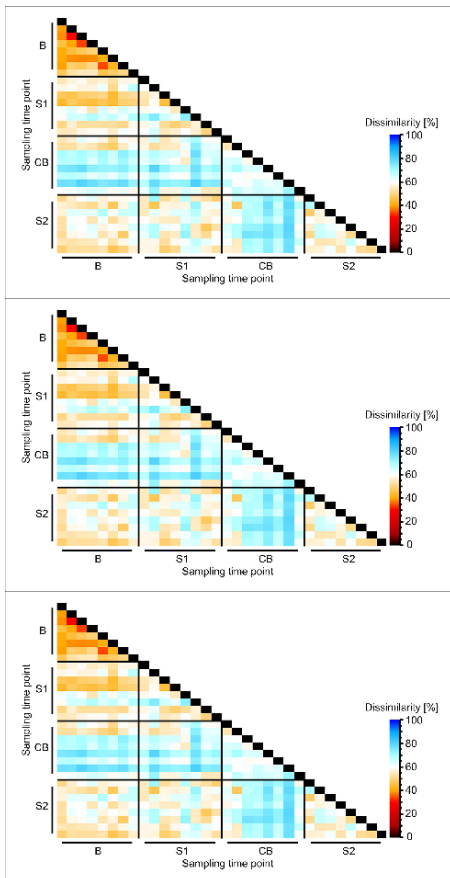 B
S1
CB
S2
Sampling time point
Dissimilarity [%]
100
80
60
40
20
0
B S1 CB S2
Sampling time point
B
S1
CB
S2
Sampling time point
Dissimilarity [%]
100
80
60
40
20
0
B S1 CB S2
Sampling time point
B
S1
CB
S2
Sampling time point
Dissimilarity [%]
100
80
60
40
20
0
B S1 CB S2
Sampling time point